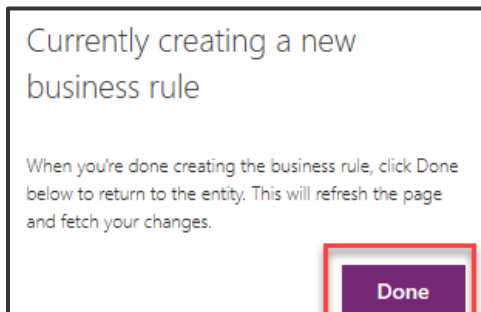 Currently creating a new
business rule
When you're done creating the business rule, click Done
below to return to the entity. This will refresh the page
and fetch your changes.
Done